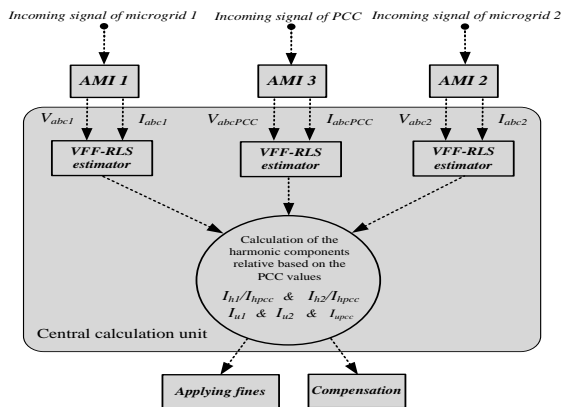 Incoming signal of microgrid 1
Incoming signal of PCC
Incoming signal of microgrid 2
AMI 1
AMI 3
AMI 2
Vabc1
Iabc1
VabcPCC
IabcPCC
Vabc2
Iabc2
VFF-RLS
estimator
VFF-RLS
estimator
VFF-RLS
estimator
Calculation of the
harmonic components
relative based on the
PCC values
Ih1/Ihpcc & Ih2/Ihpcc
Iu1 & Iu2 & Iupcc
Central calculation unit
Applying fines
Compensation